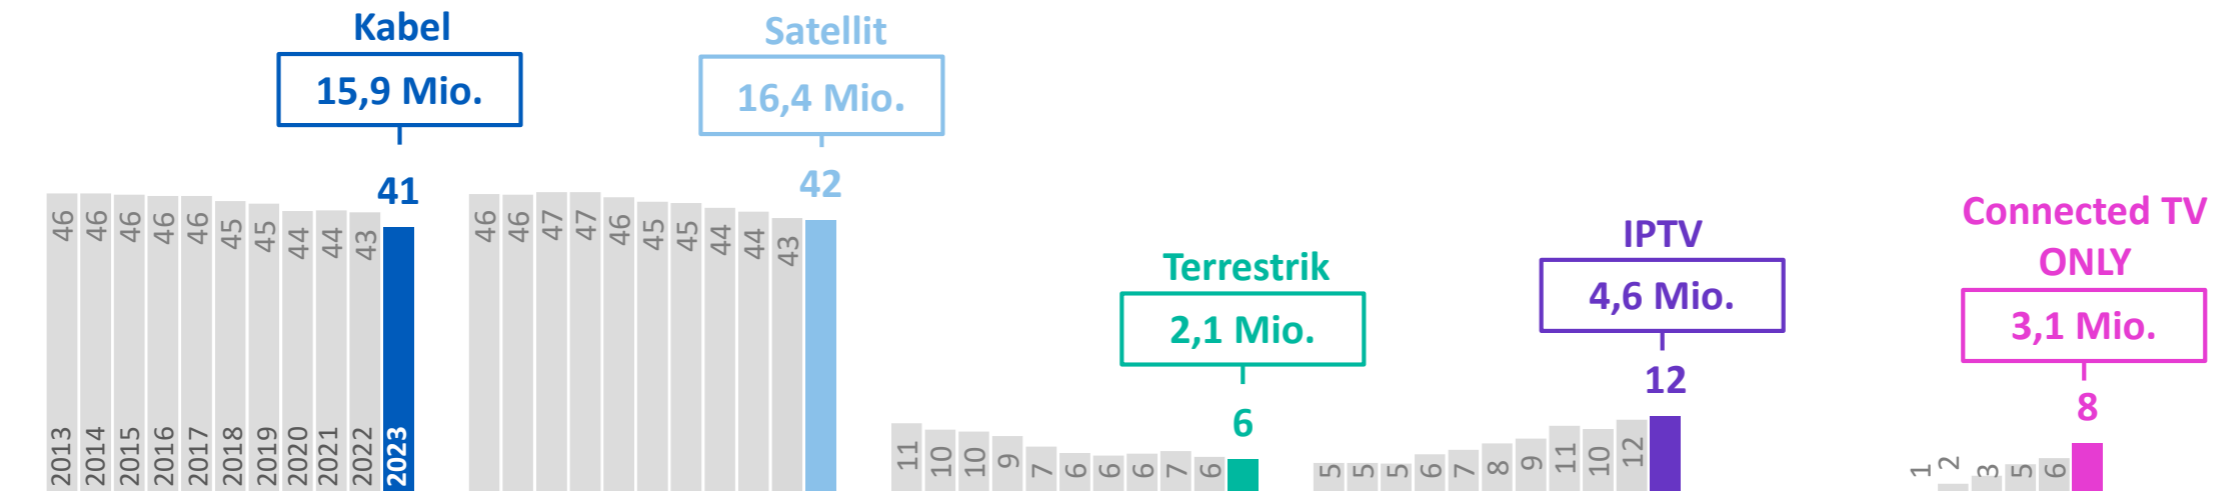 Kabel
15,9 Mio.
41
46 46 46 46 46 45 45 44 44 43
2013 2014 2015 2016 2017 2018 2019 2020 2021 2022 2023
Satellit
16,4 Mio.
42
46 46 47 47 46 45 45 44 44 43
Terrestrik
2,1 Mio.
6
11 10 10 9 7 6 6 6 7 6
IPTV
4,6 Mio.
12
5 5 5 6 7 8 9 11 10 12
Connected TV
ONLY
3,1 Mio.
8
1 2 3 5 6